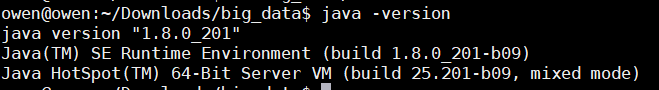 owen@owen:~/Downloads/big_data$ java -version
java version "1.8.0_201"
Java(TM) SE Runtime Environment (build 1.8.0_201-b09)
Java HotSpot(TM) 64-Bit Server VM (build 25.201-b09, mixed mode)